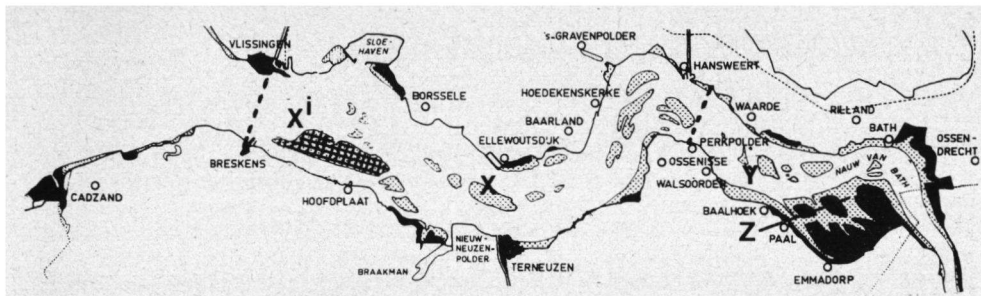 VLISSINGEN
SLOE-
HAVEN
's-GRAVENPOLDER
HANSWEERT
BORSSELE
HOEDEKENSKERKE
BAARLAND
WAARDE
RILLAND
BATH
OSSEN-
DRECHT
Xi
ELLEWOUTSDIJK
PERKPOLDER
BRESKENS
OSSENISSE
WALSOORDEN
X
Y
NAUW VAN
BATH
CADZAND
HOOFDPLAAT
BAALHOEK
Z
PAAL
NIEUW-
NEUZEN-
POLDER
BRAAKMAN
TERNEUZEN
EMMADORP